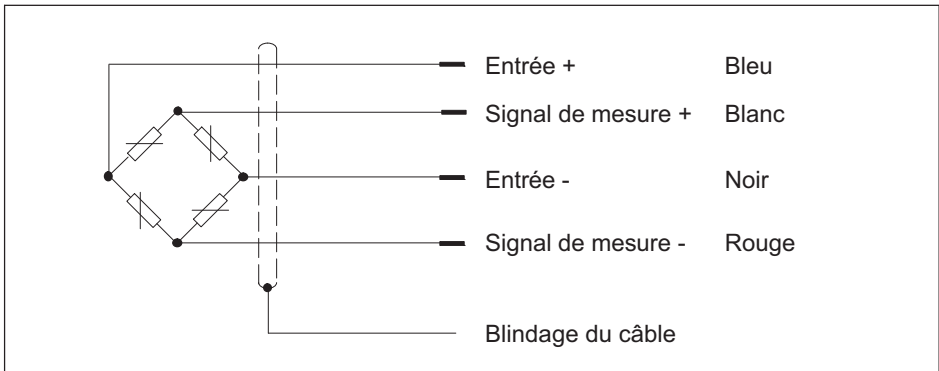 Entrée + Bleu
Signal de mesure + Blanc
Entrée - Noir
Signal de mesure - Rouge
Blindage du câble